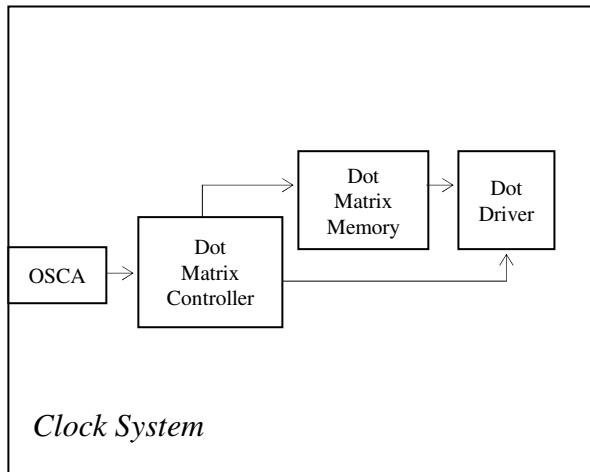 Dot
Matrix
Memory
Dot
Driver
Dot
Matrix
Controller
OSCA
Clock System